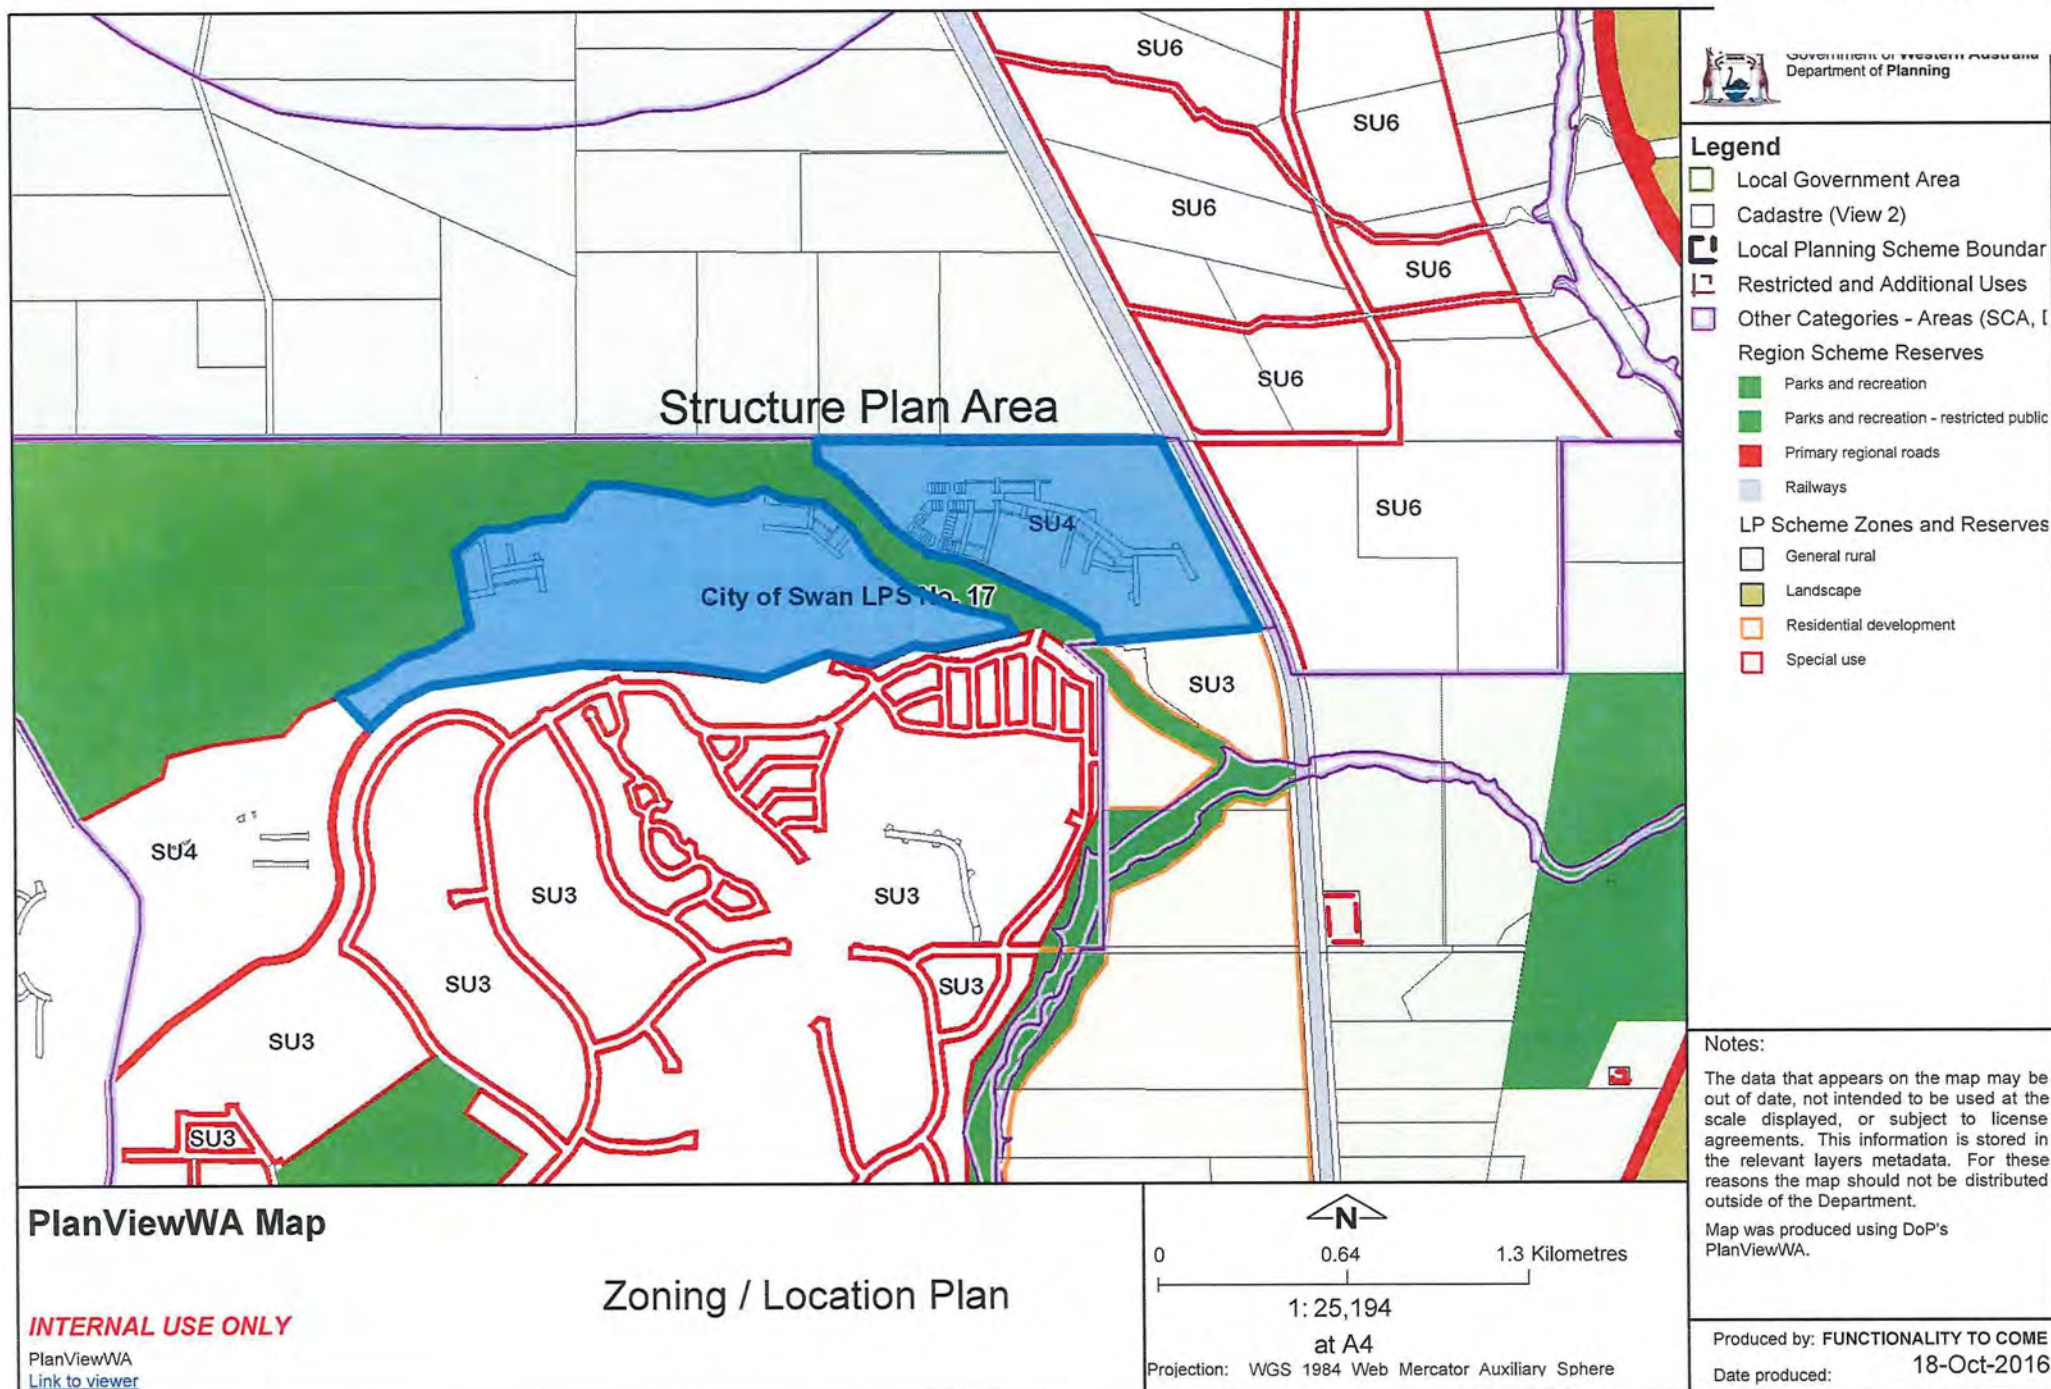 SU6
SU6
SU6
SU6
SU6
Structure Plan Area
SU6
SU4
City of Swan LPS No. 17
SU3
SU4
SU3
SU3
SU3
SU3
SU3
SU3
Government of Western Australia
Department of Planning
Legend
Local Government Area
Cadastre (View 2)
Local Planning Scheme Boundar
Restricted and Additional Uses
Other Categories - Areas (SCA,
Region Scheme Reserves
Parks and recreation
Parks and recreation - restricted public
Primary regional roads
Railways
LP Scheme Zones and Reserves
General rural
Landscape
Residential development
Special use
Notes:
The data that appears on the map may be
out of date, not intended to be used at the
scale displayed, or subject to license
agreements. This information is stored in
the relevant layers metadata. For these
reasons the map should not be distributed
outside of the Department.
Map was produced using DoP's
PlanViewWA.
Produced by: FUNCTIONALITY TO COME
Date produced: 18-Oct-2016
PlanViewWA Map
INTERNAL USE ONLY
PlanViewWA
Link to viewer
Zoning / Location Plan
N
0 0.64 1.3 Kilometres
1: 25,194
at A4
Projection: WGS 1984 Web Mercator Auxiliary Sphere